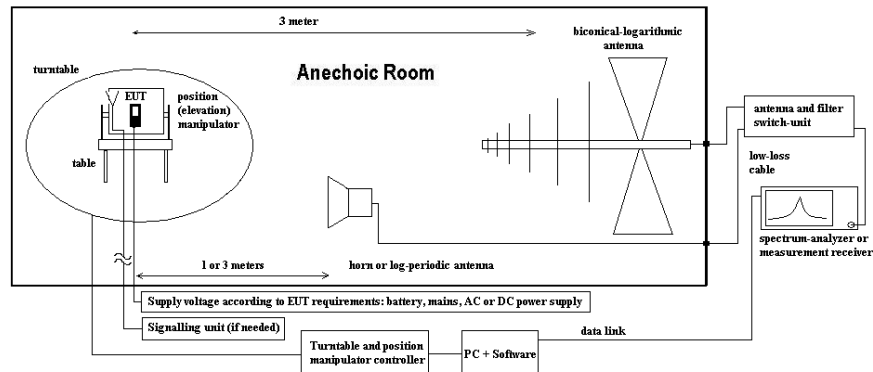 3 meter
biconical-logarithmic
antenna
turntable
Anechoic Room
EUT
position
(elevation)
manipulator
table
antenna and filter
switch-unit
low-loss
cable
spectrum-analyzer or
measurement receiver
1 or 3 meters
horn or log-periodic antenna
Supply voltage according to EUT requirements: battery, mains, AC or DC power supply
Signalling unit (if needed)
data link
Turntable and position
manipulator controller
PC + Software